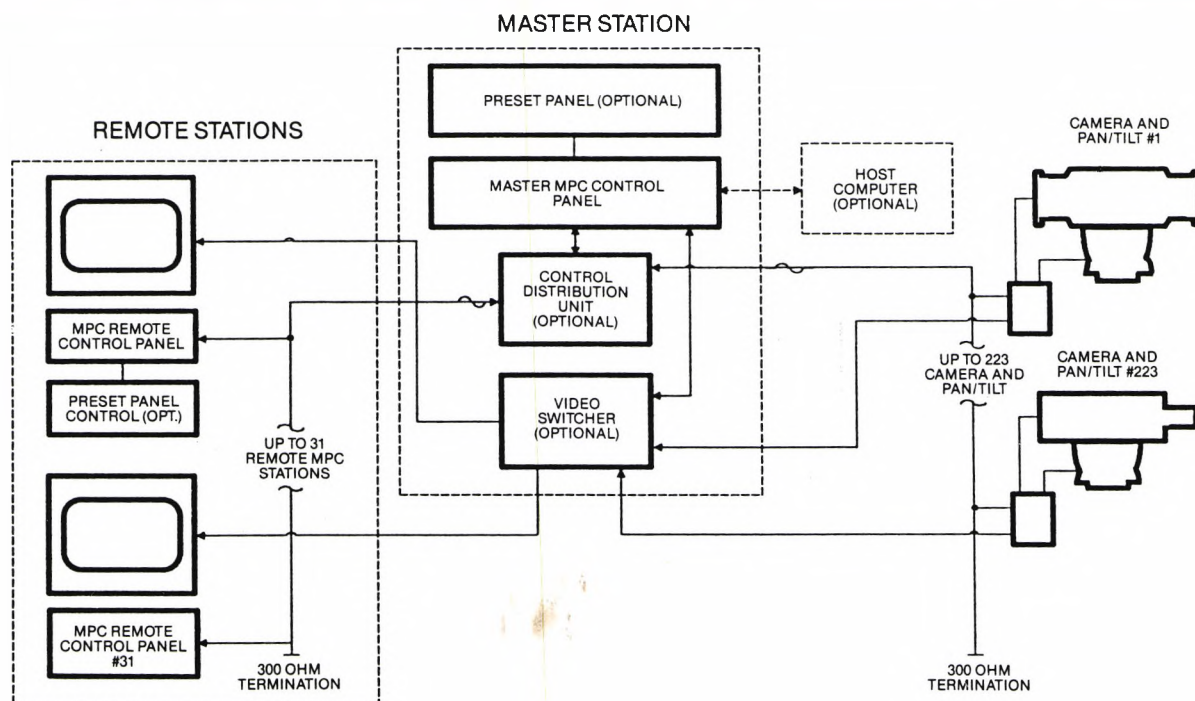 MASTER STATION
PRESET PANEL (OPTIONAL)
MASTER MPC CONTROL
PANEL
HOST
COMPUTER
(OPTIONAL)
CONTROL
DISTRIBUTION
UNIT
(OPTIONAL)
VIDEO
SWITCHER
(OPTIONAL)
REMOTE STATIONS
MPC REMOTE
CONTROL PANEL
PRESET PANEL
CONTROL (OPT.)
UP TO 31
REMOTE MPC
STATIONS
MPC REMOTE
CONTROL PANEL
#31
300 OHM
TERMINATION
CAMERA AND
PAN/TILT #1
UP TO 223
CAMERA AND
PAN/TILT
CAMERA AND
PAN/TILT #223
300 OHM
TERMINATION